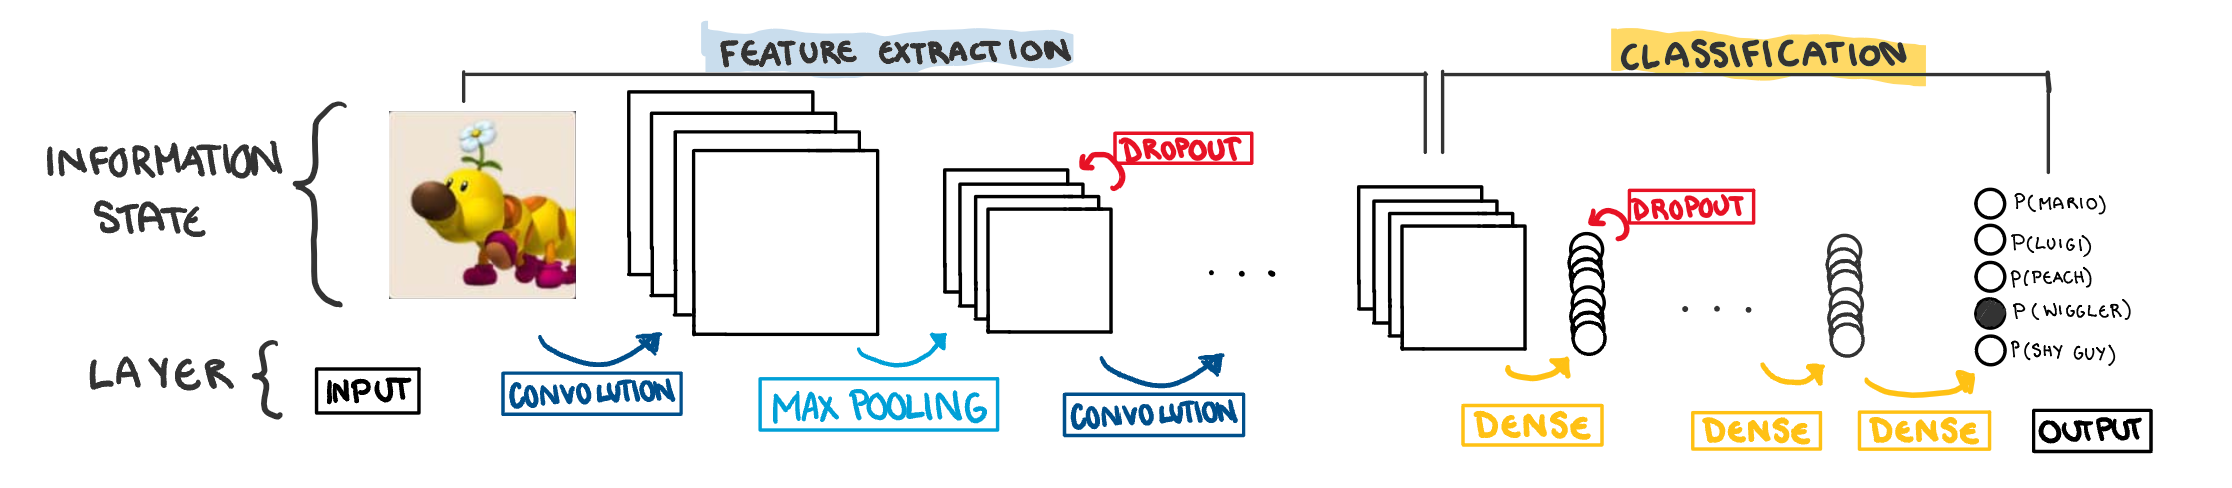 FEATURE EXTRACTION
CLASSIFICATION
INFORMATION
STATE
DROPOUT
DROPOUT
P(MARIO)
P(LUIGI)
P(PEACH)
P(WIGGLER)
P(SHY GUY)
...
...
LAYER
INPUT
CONVOLUTION
MAX POOLING
CONVOLUTION
DENSE
DENSE
DENSE
OUTPUT